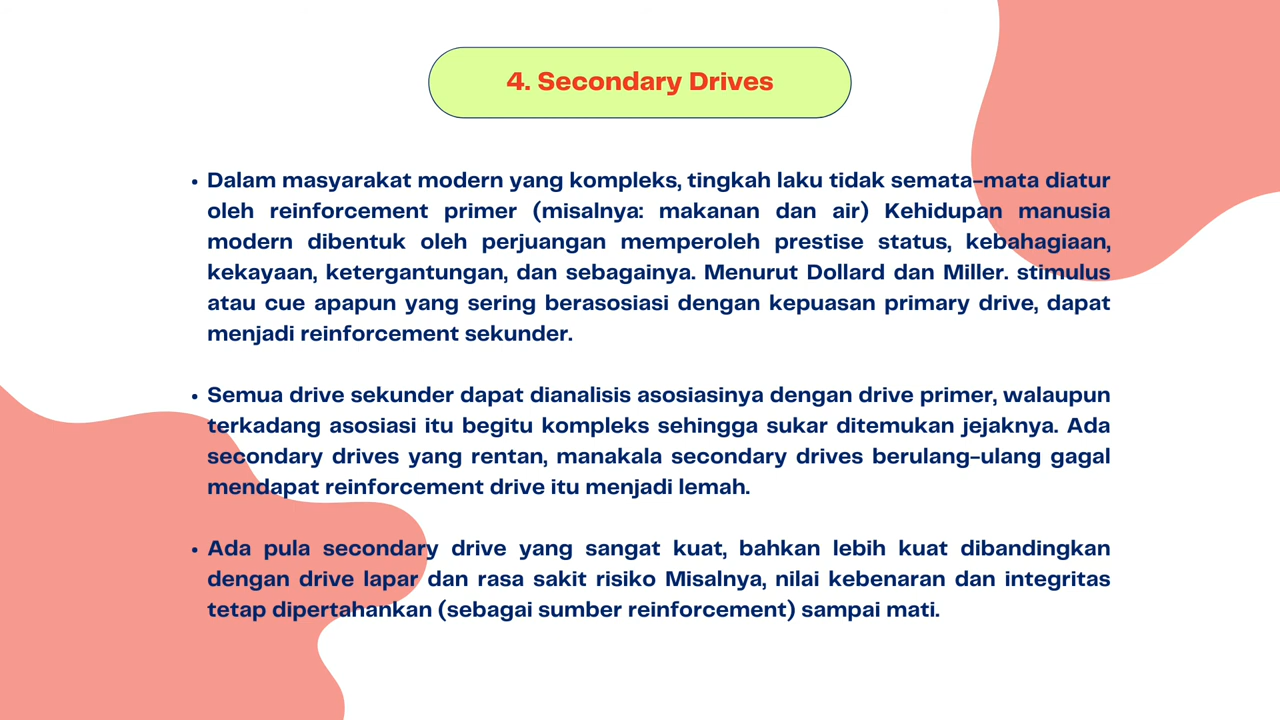 4. Secondary Drives
• Dalam masyarakat modern yang kompleks, tingkah laku tidak semata-mata diatur
oleh reinforcement primer (misalnya: makanan dan air) Kehidupan manusia
modern dibentuk oleh perjuangan memperoleh prestise status, kebahagiaan,
kekayaan, ketergantungan, dan sebagainya. Menurut Dollard dan Miller. stimulus
atau cue apapun yang sering berasosiasi dengan kepuasan primary drive, dapat
menjadi reinforcement sekunder.
• Semua drive sekunder dapat dianalisis asosiasinya dengan drive primer, walaupun
terkadang asosiasi itu begitu kompleks sehingga sukar ditemukan jejaknya. Ada
secondary drives yang rentan, manakala secondary drives berulang-ulang gagal
mendapat reinforcement drive itu menjadi lemah.
• Ada pula secondary drive yang sangat kuat, bahkan lebih kuat dibandingkan
dengan drive lapar dan rasa sakit risiko Misalnya, nilai kebenaran dan integritas
tetap dipertahankan (sebagai sumber reinforcement) sampai mati.